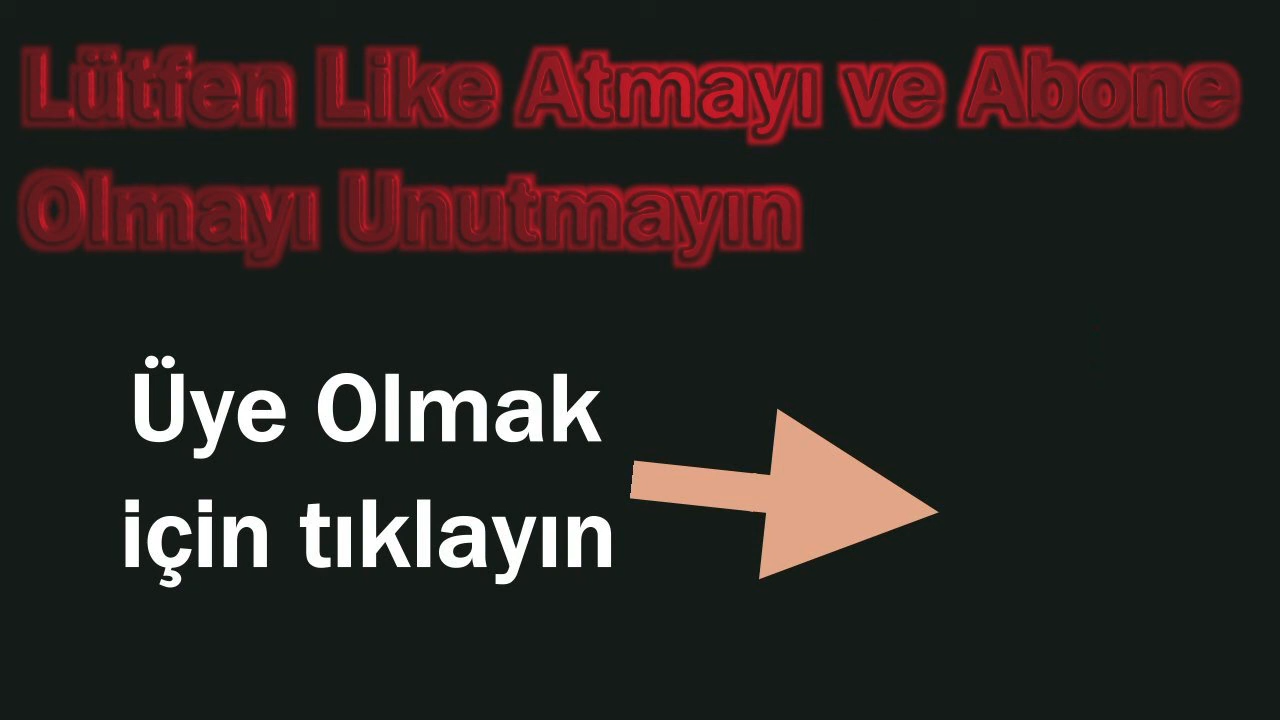 Lütfen Like Atmayı ve Abone
Olmayı Unutmayın
Üye Olmak
için tıklayın